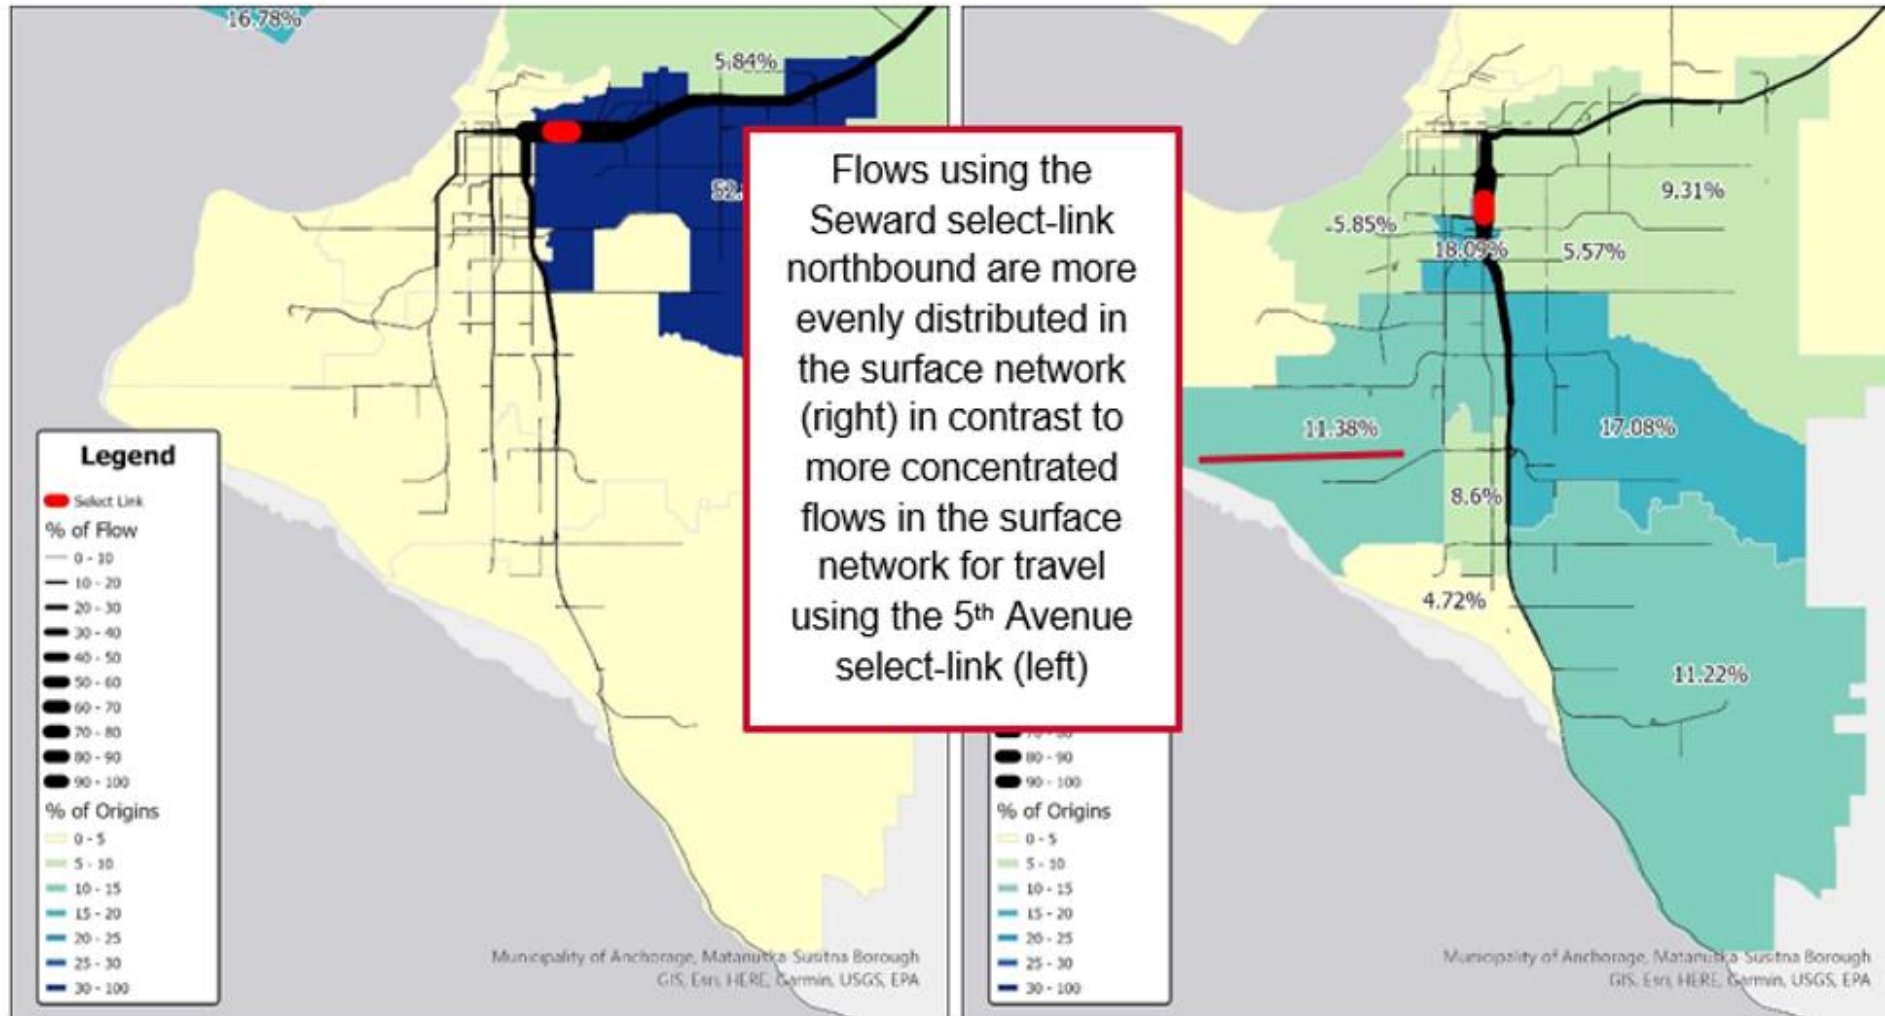 16.78%
5.84%
52.
Legend
Select Link
% of Flow
0 - 10
10 - 20
20 - 30
30 - 40
40 - 50
50 - 60
60 - 70
70 - 80
80 - 90
90 - 100
% of Origins
0 - 5
5 - 10
10 - 15
15 - 20
20 - 25
25 - 30
30 - 100
Municipality of Anchorage, Matanuska-Susitna Borough
GIS, Esri, HERE, Garmin, USGS, EPA
Flows using the
Seward select-link
northbound are more
evenly distributed in
the surface network
(right) in contrast to
more concentrated
flows in the surface
network for travel
using the 5th Avenue
select-link (left)
9.31%
5.85%
18.09%
5.57%
11.38%
17.08%
8.6%
4.72%
11.22%
80 - 90
90 - 100
% of Origins
0 - 5
5 - 10
10 - 15
15 - 20
20 - 25
25 - 30
30 - 100
Municipality of Anchorage, Matanuska-Susitna Borough
GIS, Esri, HERE, Garmin, USGS, EPA